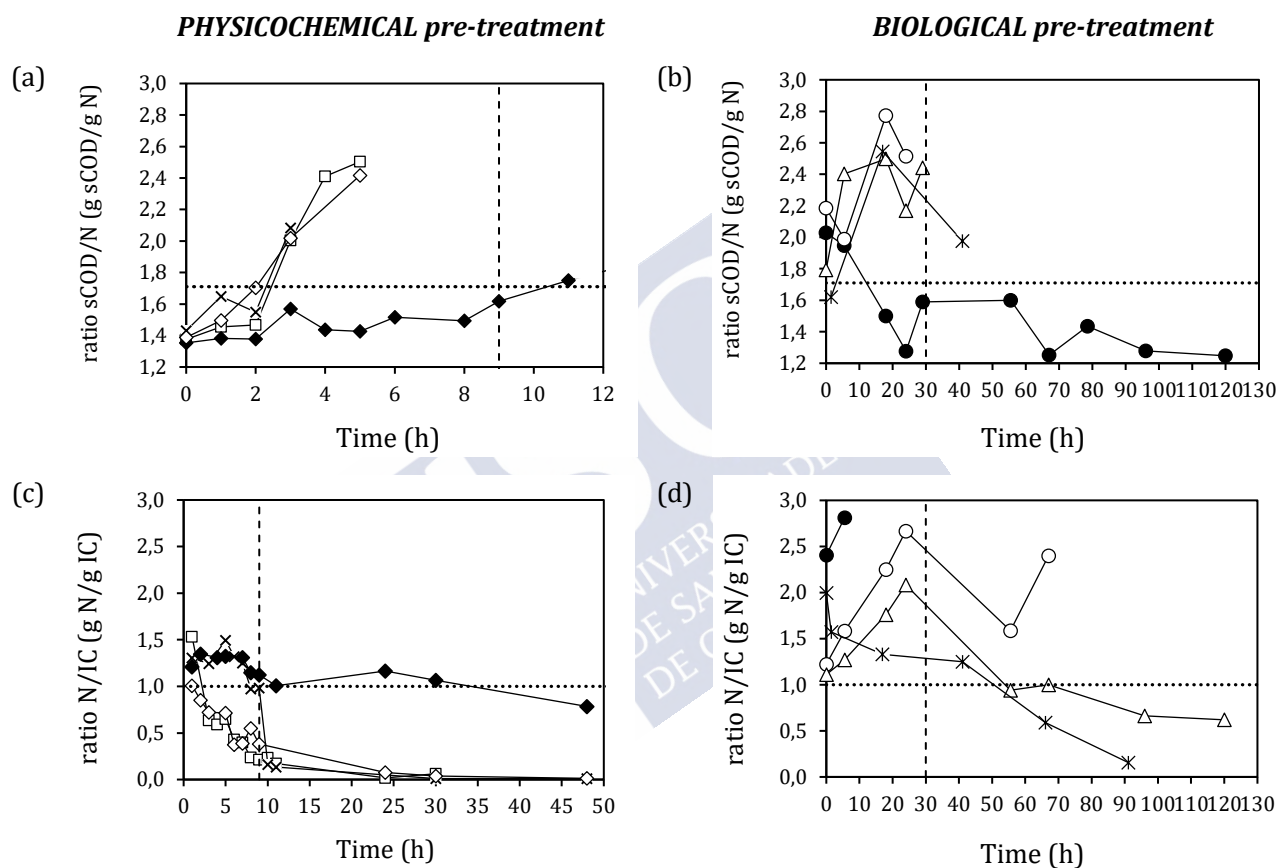 PHYSICOCHEMICAL pre-treatment
BIOLOGICAL pre-treatment
(a)
ratio sCOD/N (g sCOD/g N)
3,0
2,8
2,6
2,4
2,2
2,0
1,8
1,6
1,4
1,2
0 2 4 6 8 10 12
Time (h)
(b)
ratio sCOD/N (g sCOD/g N)
3,0
2,8
2,6
2,4
2,2
2,0
1,8
1,6
1,4
1,2
0 10 20 30 40 50 60 70 80 90 100 110 120 130
Time (h)
(c)
ratio N/IC (g N/g IC)
3,0
2,5
2,0
1,5
1,0
0,5
0,0
0 5 10 15 20 25 30 35 40 45 50
Time (h)
(d)
ratio N/IC (g N/g IC)
3,0
2,5
2,0
1,5
1,0
0,5
0,0
0 10 20 30 40 50 60 70 80 90 100 110 120 130
Time (h)